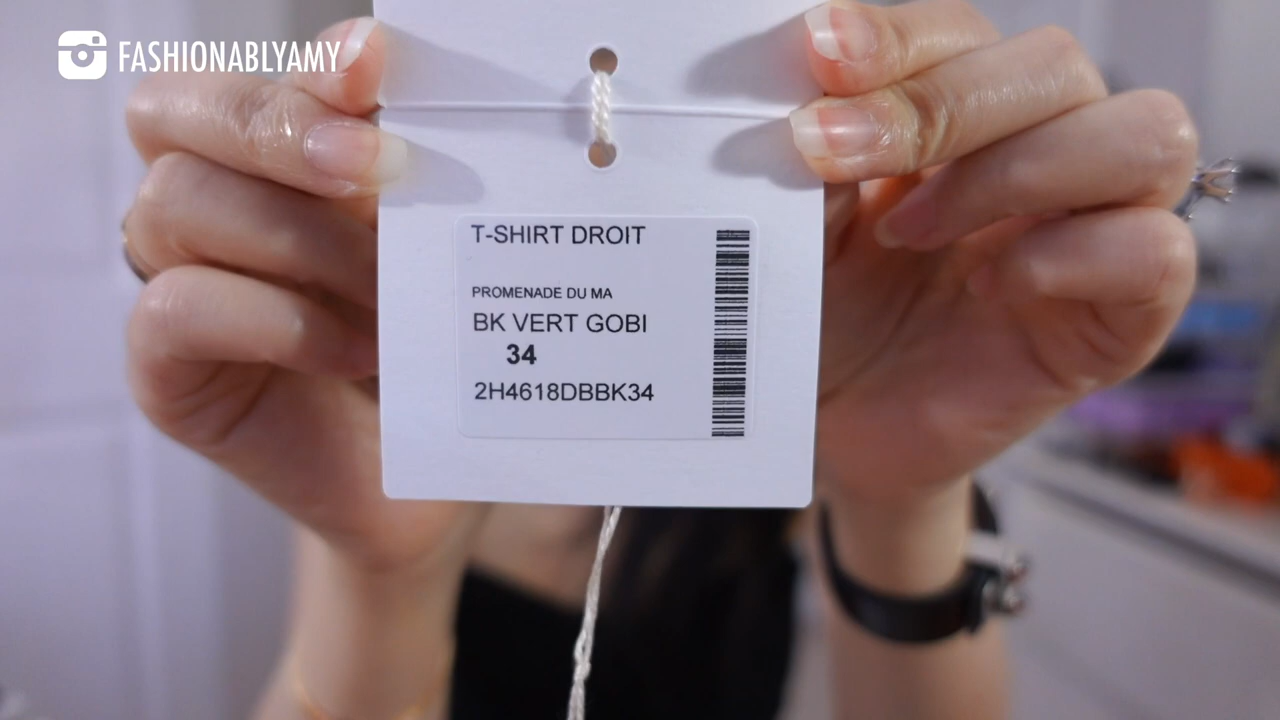 FASHIONABLYAMY
T-SHIRT DROIT
PROMENADE DU MA
BK VERT GOBI
34
2H4618DBBK34